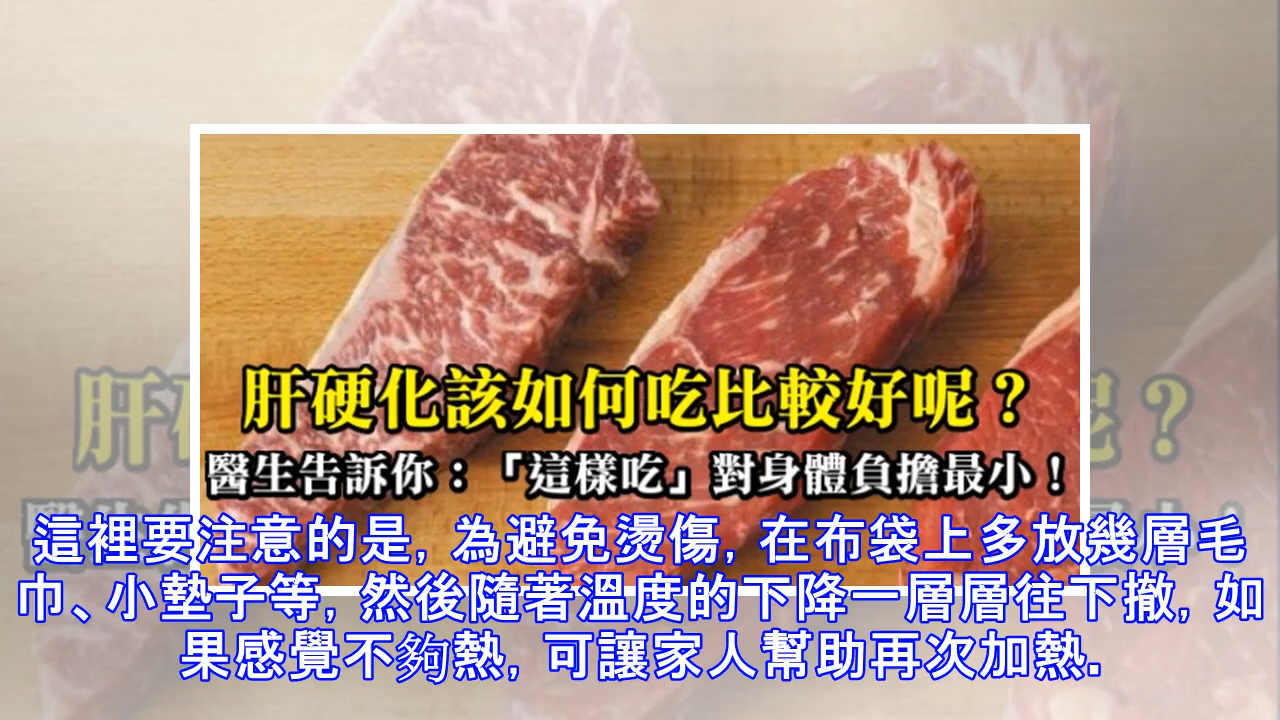 肝硬化該如何吃比較好呢？
醫生告訴你：「這樣吃」對身體負擔最小！
這裡要注意的是, 為避免燙傷, 在布袋上多放幾層毛
巾、小墊子等, 然後隨著溫度的下降一層層往下撤, 如
果感覺不夠熱, 可讓家人幫助再次加熱.